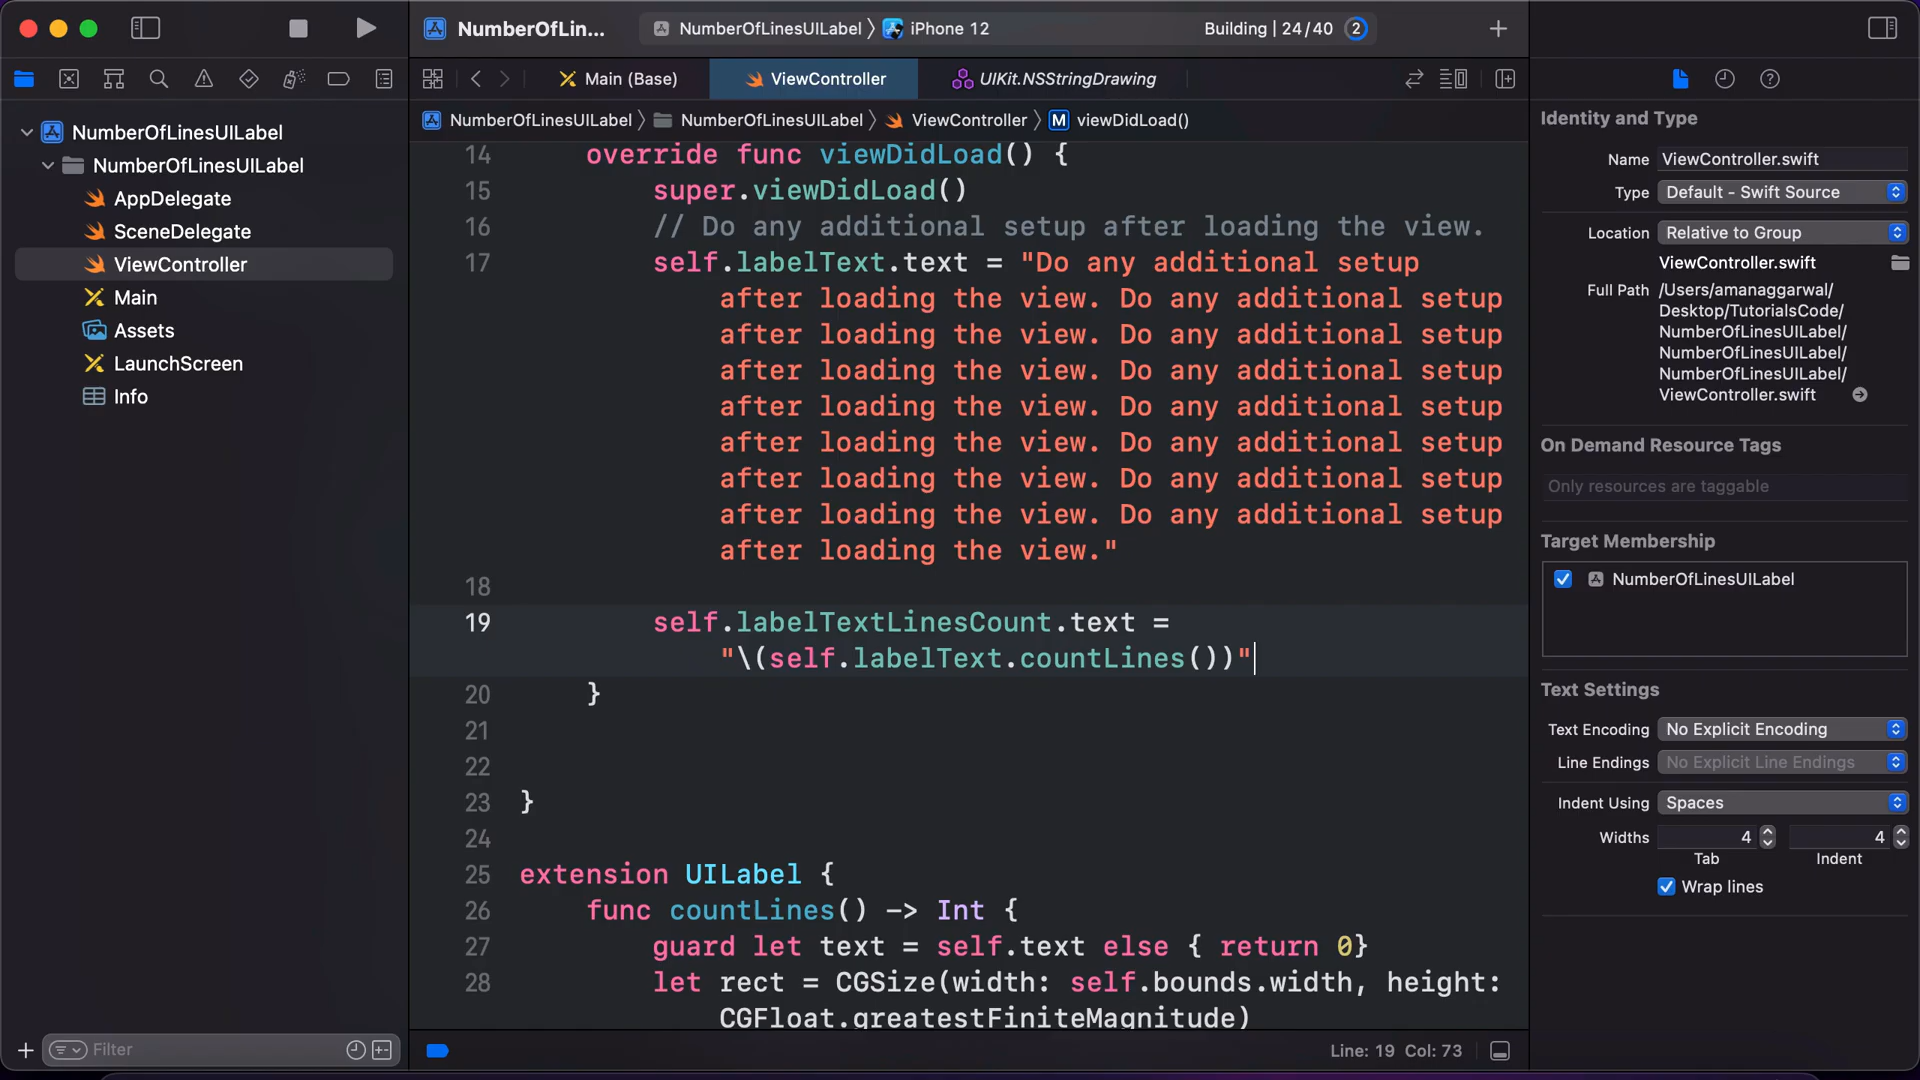 NumberOfLin...
NumberOfLinesUILabel
iPhone 12
Building | 24/40
2
Main (Base)
ViewController
UIKit.NSStringDrawing
NumberOfLinesUILabel
NumberOfLinesUILabel
ViewController
M
viewDidLoad()
NumberOfLinesUILabel
NumberOfLinesUILabel
AppDelegate
SceneDelegate
ViewController
Main
Assets
LaunchScreen
Info
Filter
14 override func viewDidLoad() {
15 super.viewDidLoad()
16 // Do any additional setup after loading the view.
17 self.labelText.text = "Do any additional setup
after loading the view. Do any additional setup
after loading the view. Do any additional setup
after loading the view. Do any additional setup
after loading the view. Do any additional setup
after loading the view. Do any additional setup
after loading the view. Do any additional setup
after loading the view. Do any additional setup
after loading the view."
18
19 self.labelTextLinesCount.text =
"\(self.labelText.countLines())"
20 }
21
22
23 }
24
25 extension UILabel {
26 func countLines() -> Int {
27 guard let text = self.text else { return 0}
28 let rect = CGSize(width: self.bounds.width, height:
CGFloat.greatestFiniteMagnitude)
Line: 19 Col: 73
Identity and Type
Name ViewController.swift
Type Default - Swift Source
Location Relative to Group
ViewController.swift
Full Path /Users/amanaggarwal/
Desktop/TutorialsCode/
NumberOfLinesUILabel/
NumberOfLinesUILabel/
NumberOfLinesUILabel/
ViewController.swift
On Demand Resource Tags
Only resources are taggable
Target Membership
NumberOfLinesUILabel
Text Settings
Text Encoding No Explicit Encoding
Line Endings No Explicit Line Endings
Indent Using Spaces
Widths 4 4
Tab Indent
Wrap lines